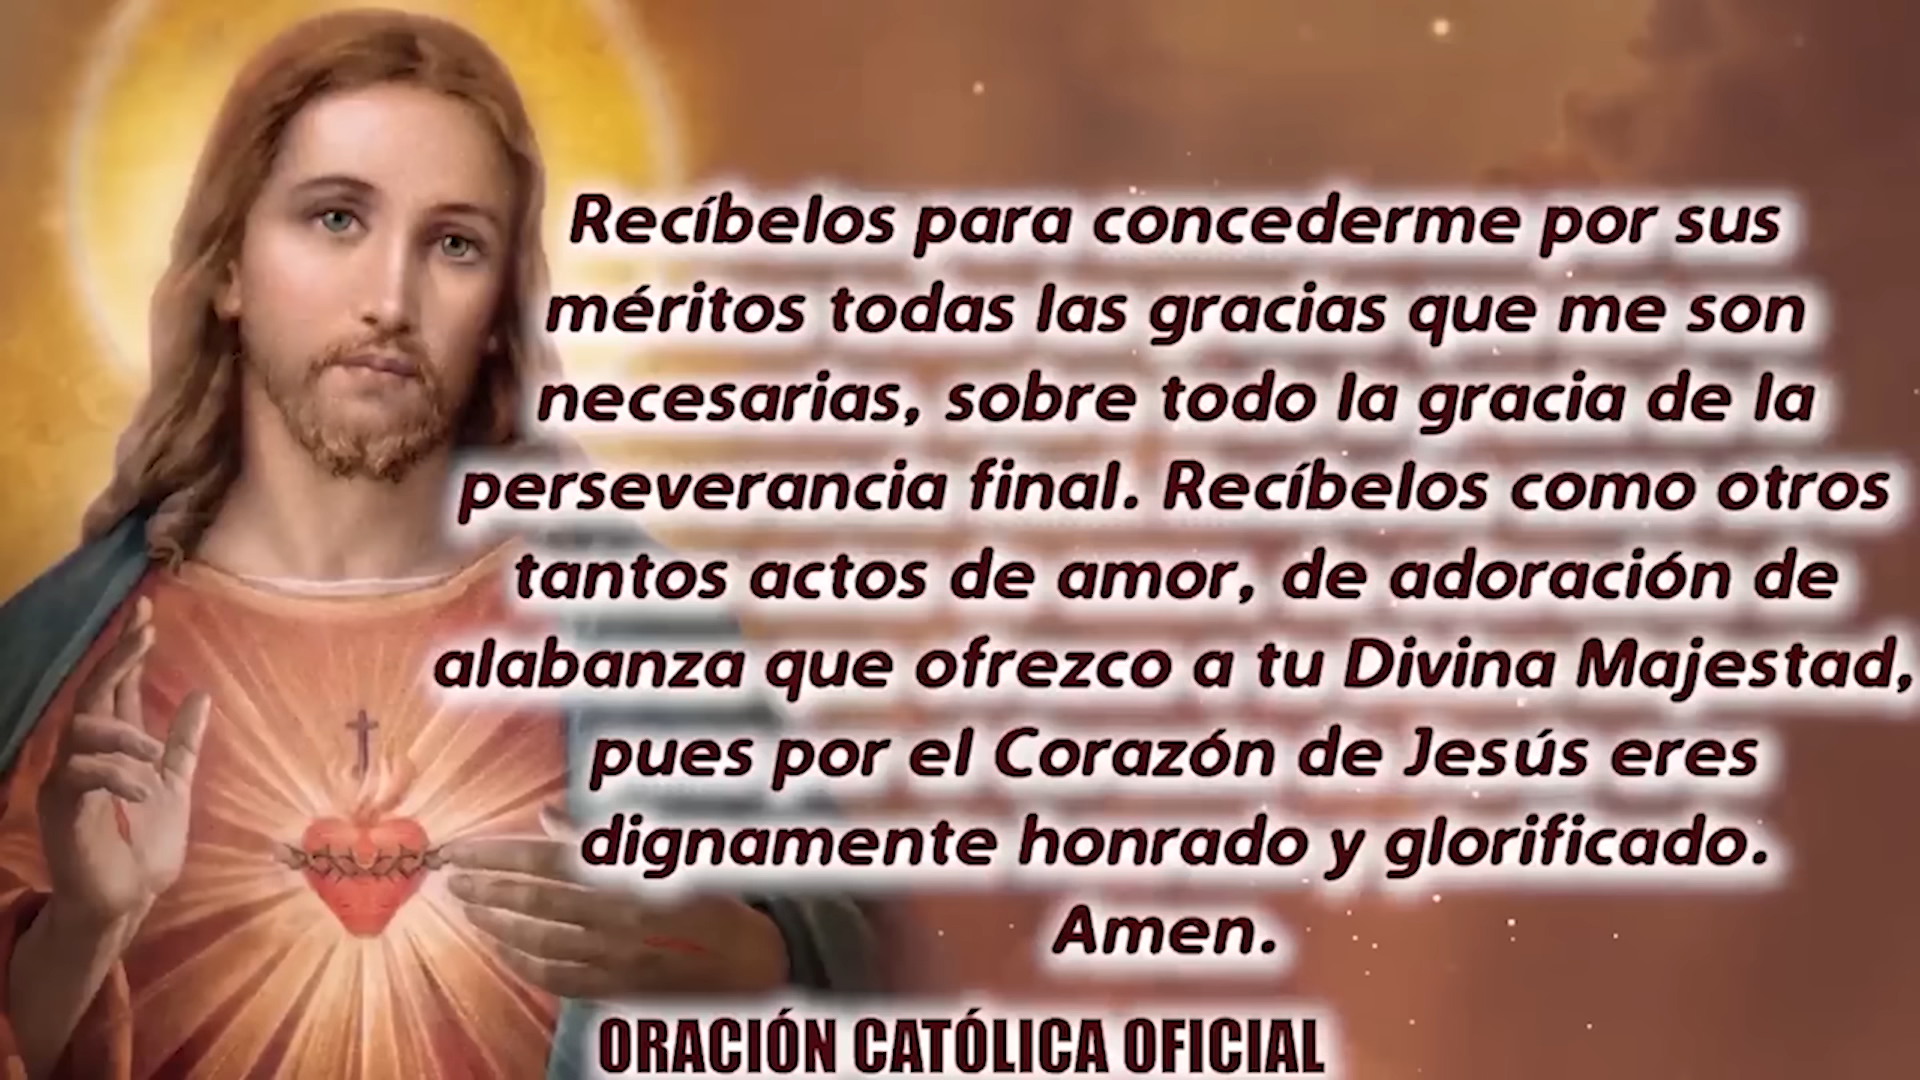 Recíbelos para concederme por sus
méritos todas las gracias que me son
necesarias, sobre todo la gracia de la
perseverancia final. Recíbelos como otros
tantos actos de amor, de adoración de
alabanza que ofrezco a tu Divina Majestad,
pues por el Corazón de Jesús eres
dignamente honrado y glorificado.
Amen.
ORACIÓN CATÓLICA OFICIAL